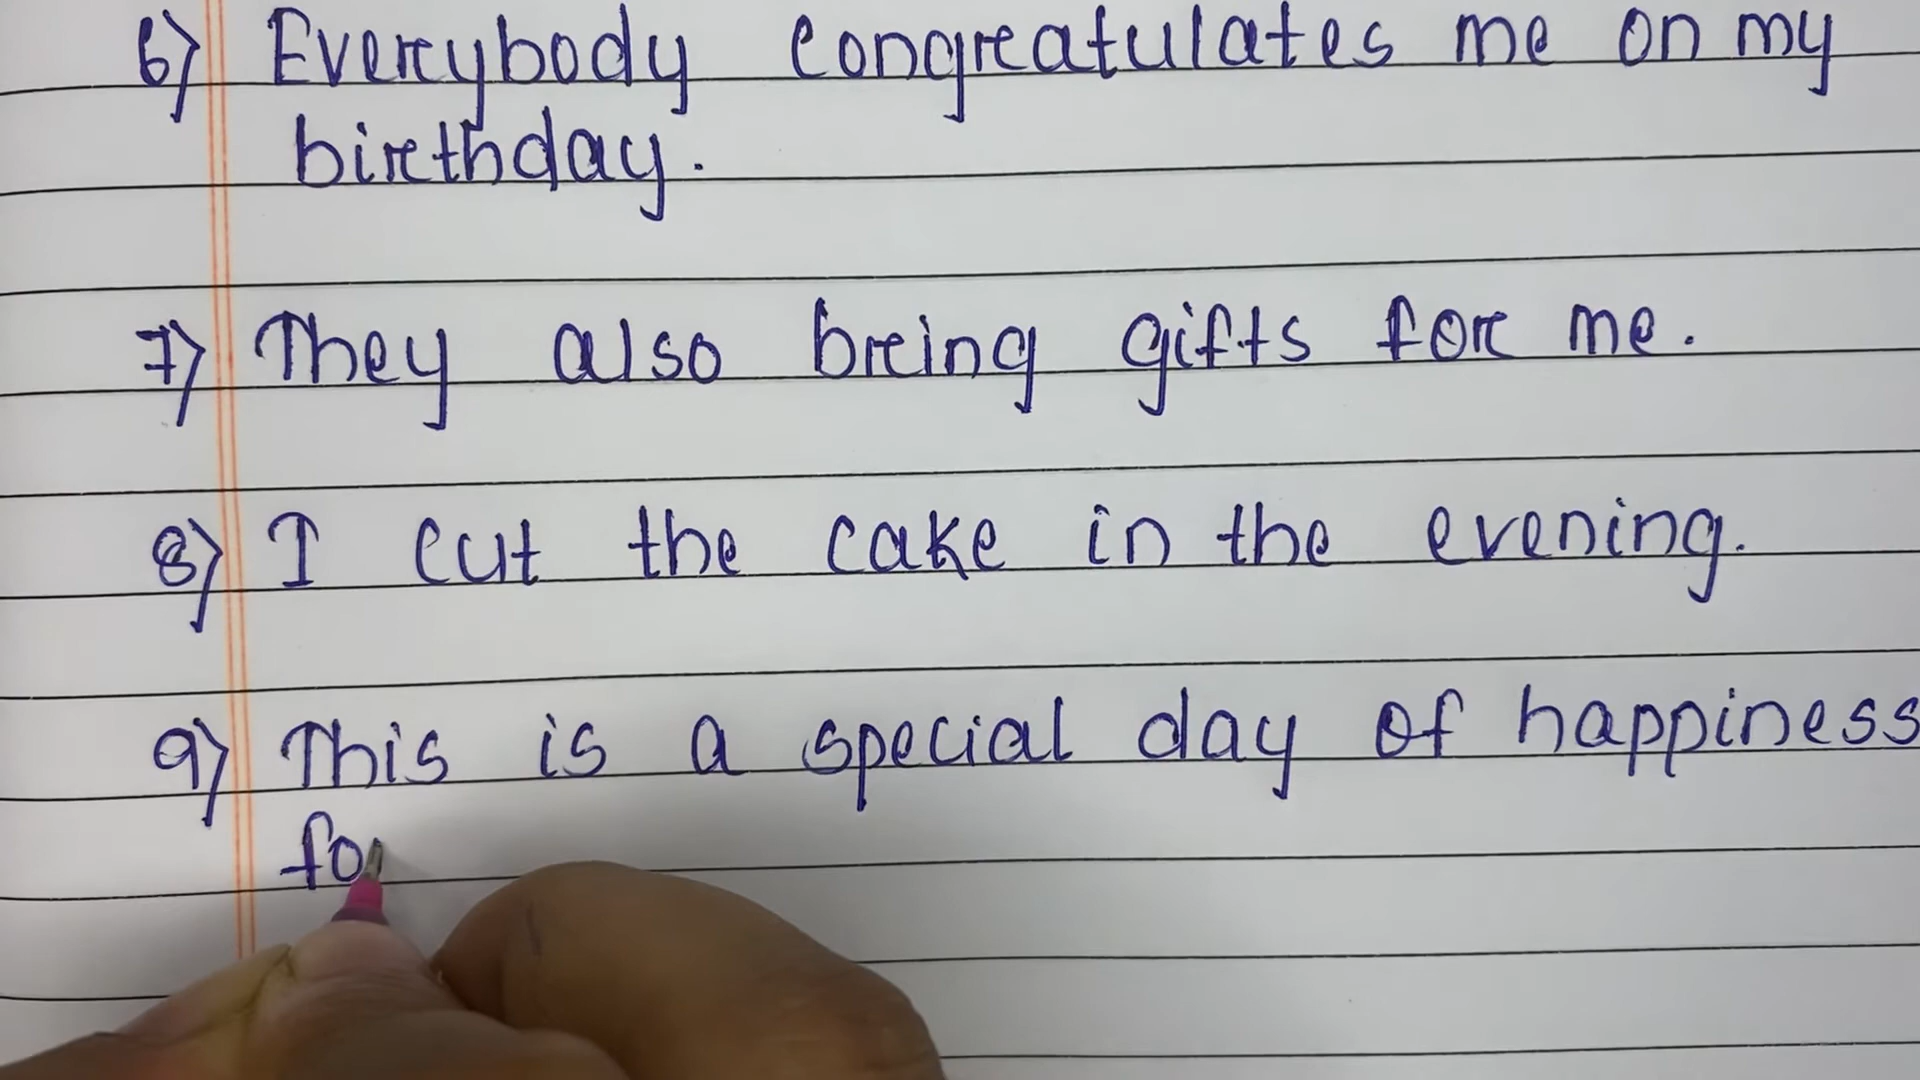 6) Everybody congratulates me on my
birthday.
7) They also bring gifts for me.
8) I cut the cake in the evening.
9) This is a special day of happiness
fo